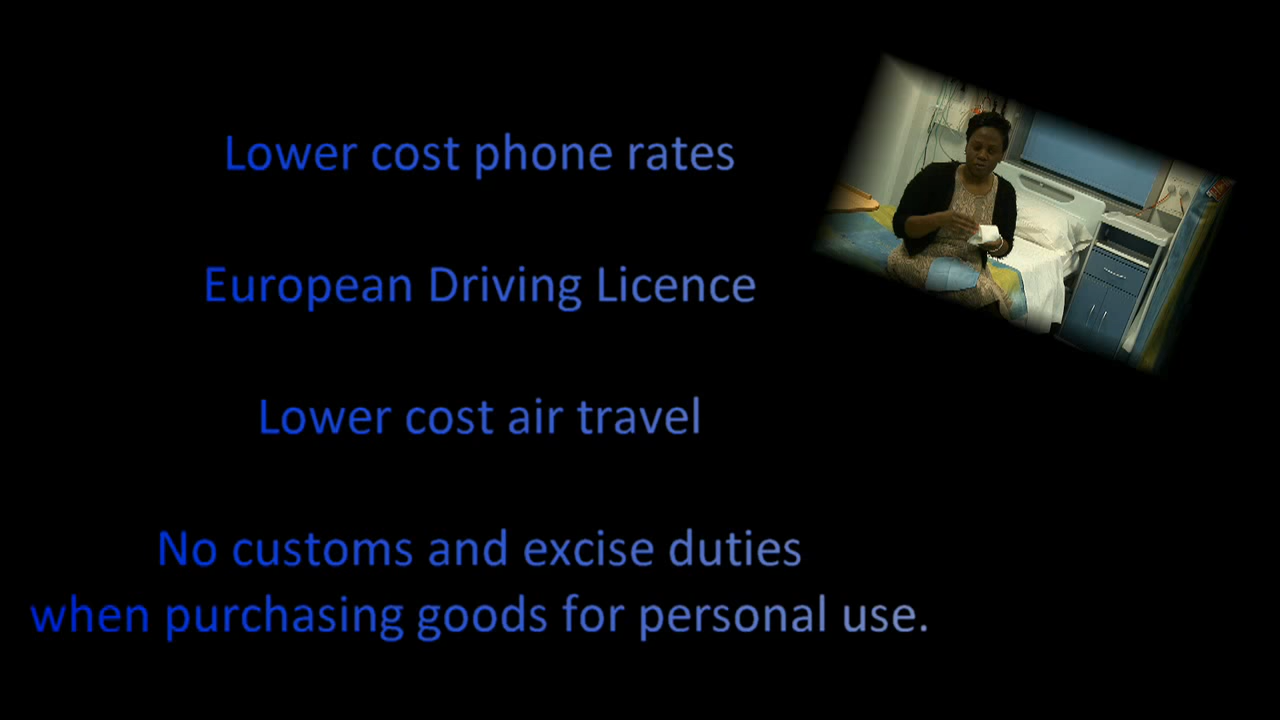 Lower cost phone rates
European Driving Licence
Lower cost air travel
No customs and excise duties
when purchasing goods for personal use.